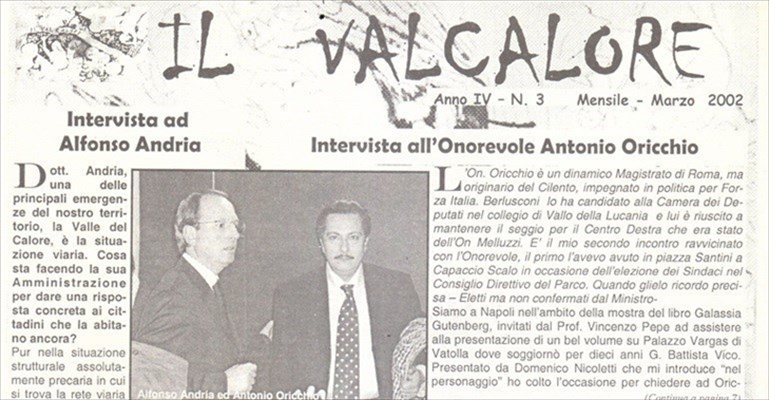 IL VALCALORE
Anno IV - N. 3 Mensile - Marzo 2002
Intervista ad
Alfonso Andria
Dott. Andria,
una delle
principali emergen-
ze del nostro terri-
torio, la Valle del
Calore, è la situa-
zione viaria. Cosa
sta facendo la sua
Amministrazione
per dare una rispo-
sta concreta ai cit-
tadini che la abita-
no ancora?
Pur nella situazione
strutturale assoluta-
mente precaria in cui
si trova la rete viaria
Alfonso Andria ed Antonio Oricchio
Intervista all'Onorevole Antonio Oricchio
L'On. Oricchio è un dinamico Magistrato di Roma, ma
originario del Cilento, impegnato in politica per For-
za Italia. Berlusconi lo ha candidato alla Camera dei De-
putati nel collegio di Vallo della Lucania e lui è riuscito a
mantenere il seggio per il Centro Destra che era stato
dell'On Melluzzi. E' il mio secondo incontro ravvicinato
con l'Onorevole, il primo l'avevo avuto in piazza Santini a
Capaccio Scalo in occasione dell'elezione dei Sindaci nel
Consiglio Direttivo del Parco. Quando glielo ricordo preci-
sa – Eletti ma non confermati dal Ministro-
Siamo a Napoli nell'ambito della mostra del libro Galassia
Gutenberg, invitati dal Prof. Vincenzo Pepe ad assistere
alla presentazione di un bel volume su Palazzo Vargas di
Vatolla dove soggiornò per dieci anni G. Battista Vico.
Presentato da Domenico Nicoletti che mi introduce "nel
personaggio" ho colto l'occasione per chiedere ad Oric-
(Continua a pagina 7)